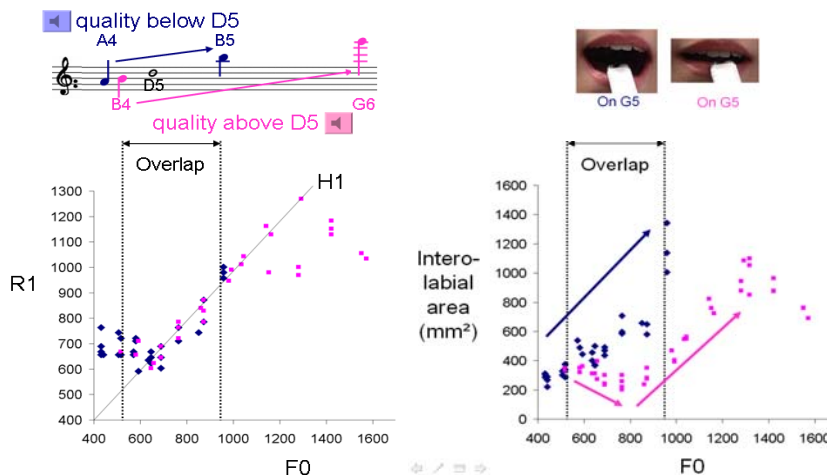 quality below D5
A4 B5
D5
B4 G6
quality above D5
On G5 On G5
Overlap
H1
R1
1300
1200
1100
1000
900
800
700
600
500
400
400 600 800 1000 1200 1400 1600
F0
Overlap
Intero-
labial
area
(mm²)
1600
1400
1200
1000
800
600
400
200
0
400 600 800 1000 1200 1400 1600
F0